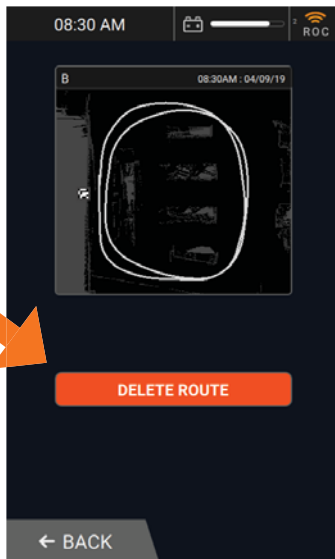 08:30 AM
2
ROC
B 08:30AM : 04/09/19
DELETE ROUTE
← BACK